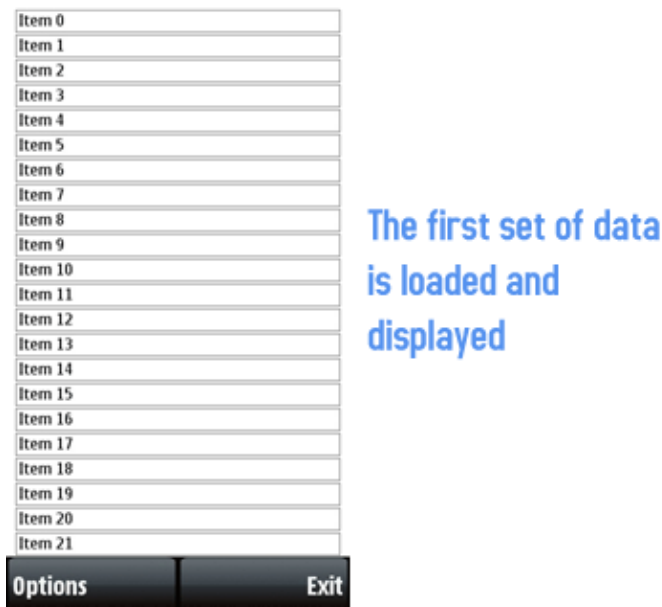 Item 0
Item 1
Item 2
Item 3
Item 4
Item 5
Item 6
Item 7
Item 8
Item 9
Item 10
Item 11
Item 12
Item 13
Item 14
Item 15
Item 16
Item 17
Item 18
Item 19
Item 20
Item 21
Options Exit
The first set of data
is loaded and
displayed